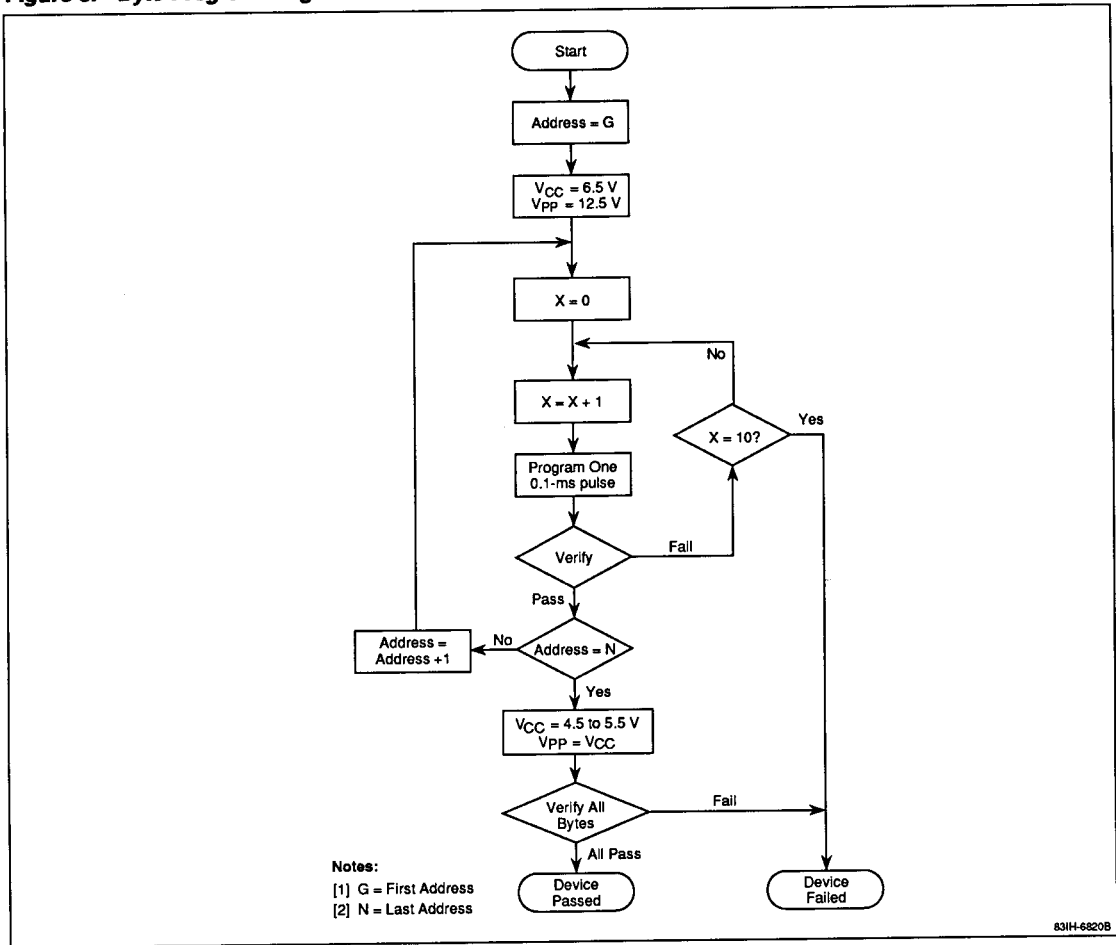 Start
Address = G
VCC = 6.5 V
VPP = 12.5 V
X = 0
No
X = X + 1
X = 10?
Yes
Program One
0.1-ms pulse
Verify
Fail
Pass
Address =
Address +1
No
Address = N
Yes
VCC = 4.5 to 5.5 V
VPP = VCC
Verify All
Bytes
Fail
All Pass
Device
Passed
Device
Failed
Notes:
[1] G = First Address
[2] N = Last Address
83IH-6820B